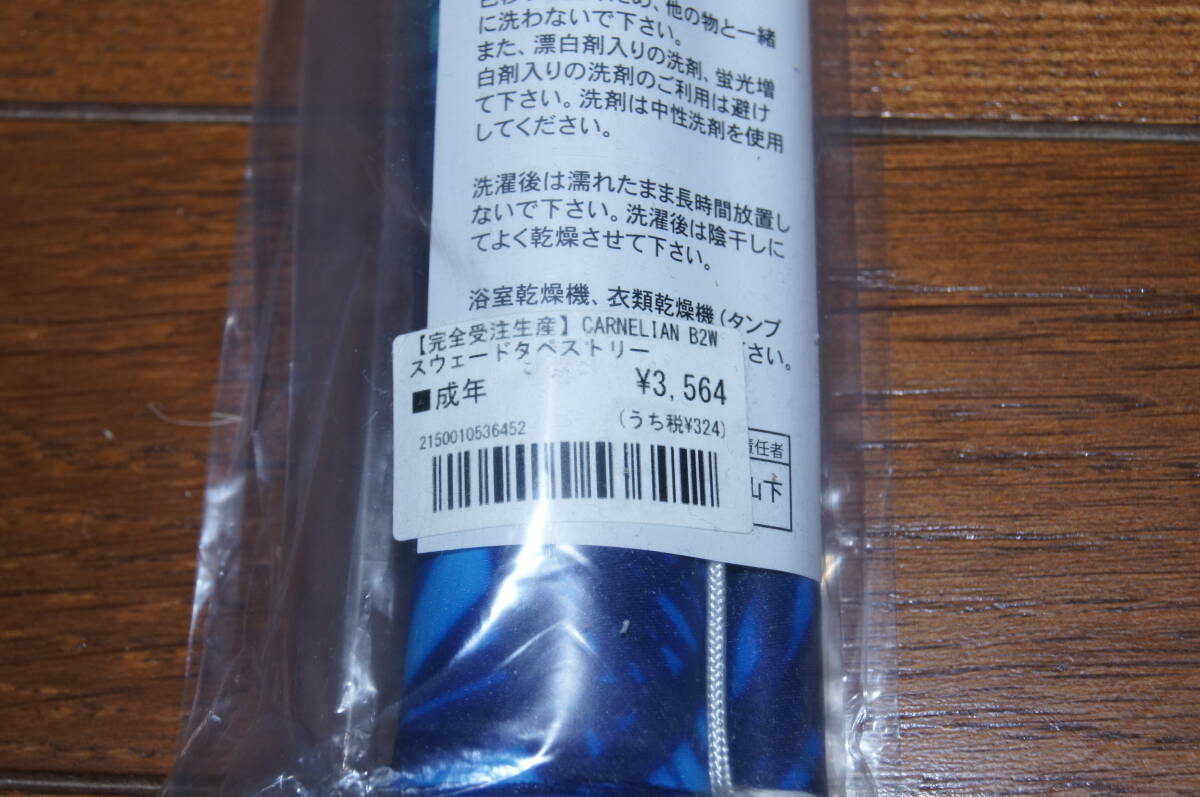 め、他の物と一緒
に洗わないで下さい。
また、漂白剤入りの洗剤、蛍光増
白剤入りの洗剤のご利用は避け
て下さい。洗剤は中性洗剤を使用
してください。
洗濯後は濡れたまま長時間放置し
ないで下さい。洗濯後は陰干しに
てよく乾燥させて下さい。
浴室乾燥機、衣類乾燥機(タンブ
さい。
【完全受注生産】CARNELIAN B2W
スウェードタペストリー
■成年
¥3,564
(うち税¥324)
2150010536452
責任者
山下